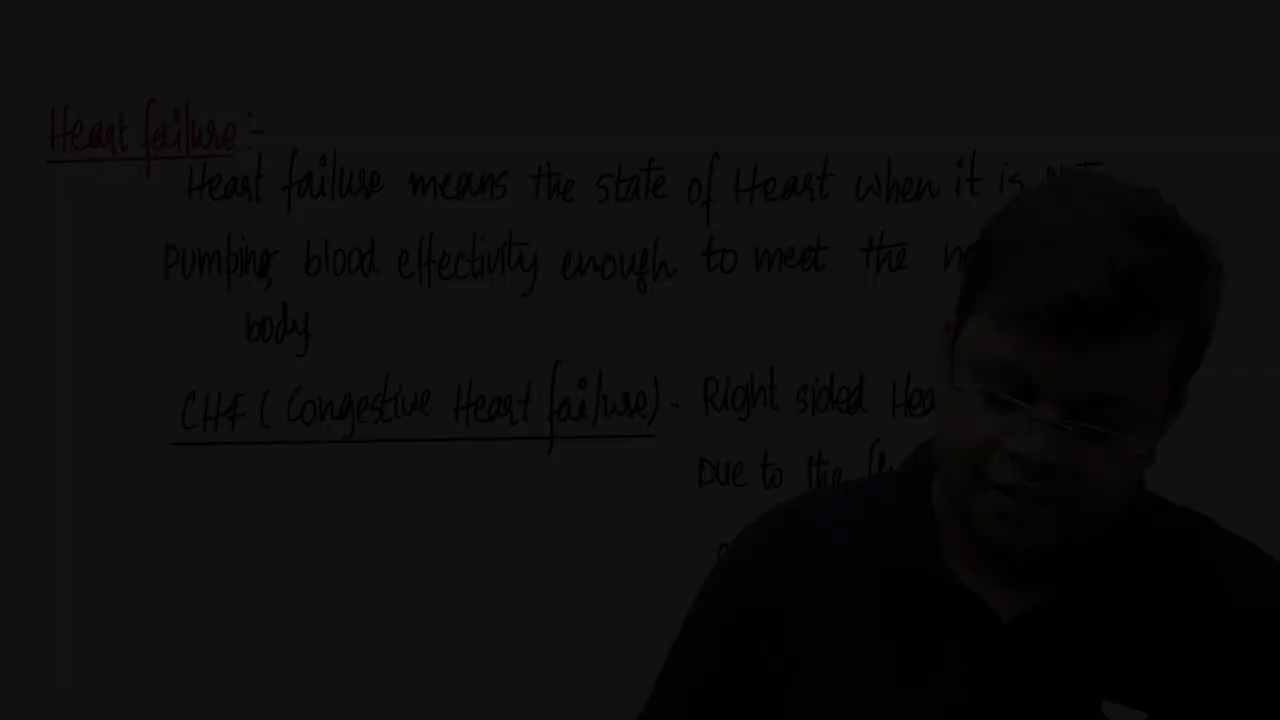 Heart failure :-
Heart failure means the state of Heart when it is
pumping blood effectivity enough to meet the
body
CHF ( Congestive Heart failure) - Right sided
Due to the